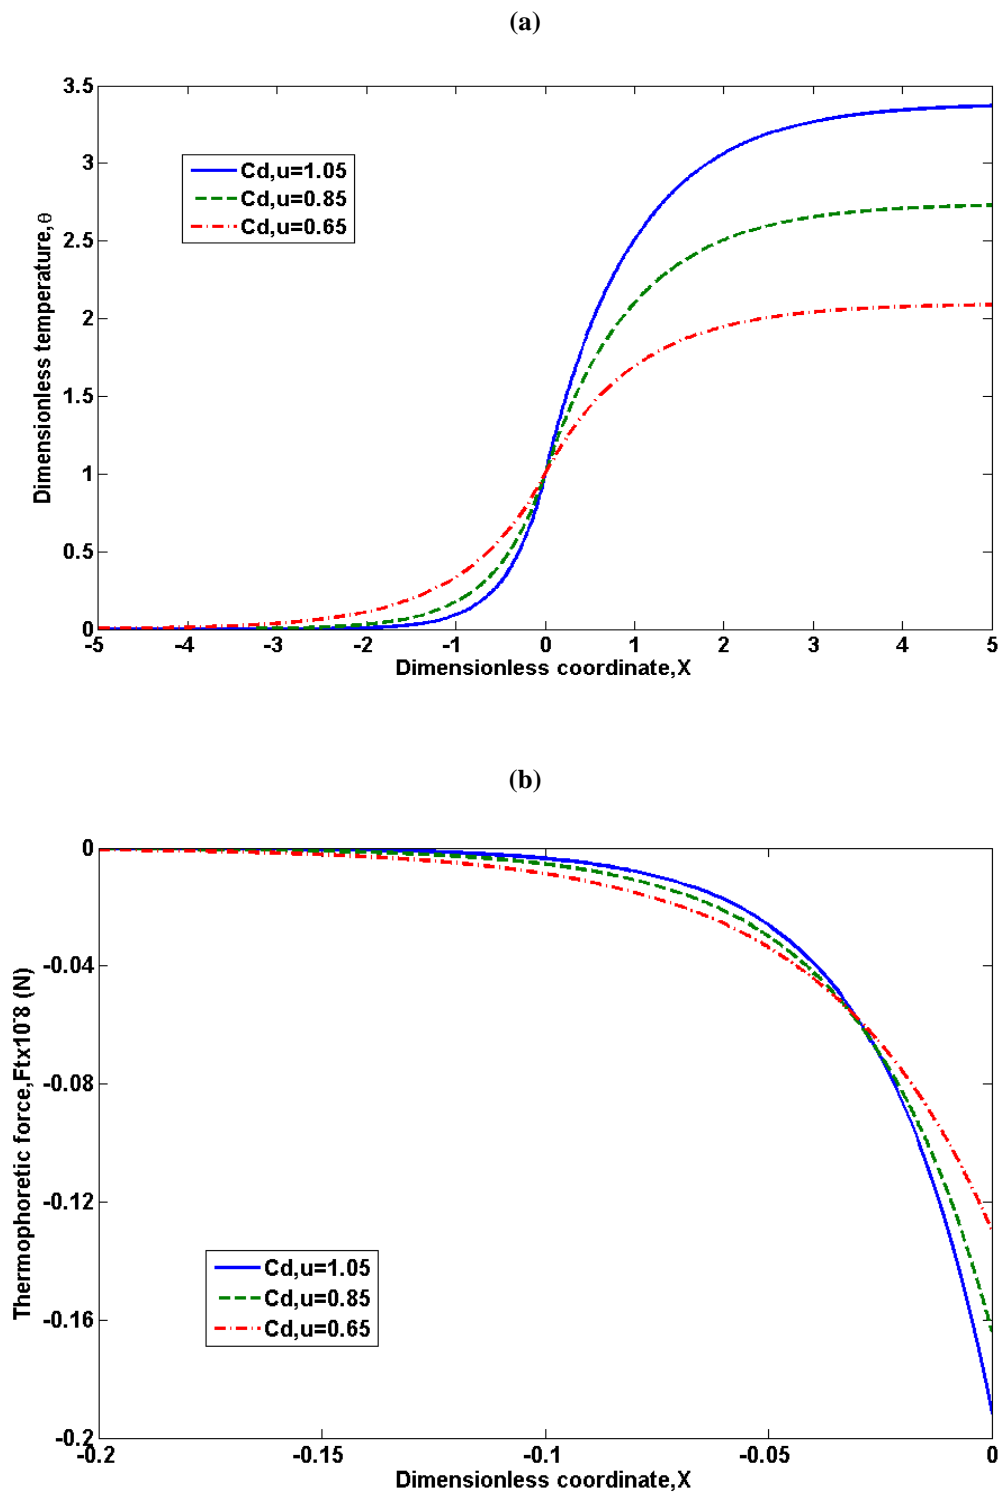 (a)
3.5
3
2.5
2
1.5
1
0.5
0
Dimensionless temperature,θ
Cd,u=1.05
Cd,u=0.85
Cd,u=0.65
-5 -4 -3 -2 -1 0 1 2 3 4 5
Dimensionless coordinate,X
(b)
0
-0.04
-0.08
-0.12
-0.16
-0.2
Thermophoretic force,Ftx10⁻8 (N)
Cd,u=1.05
Cd,u=0.85
Cd,u=0.65
-0.2 -0.15 -0.1 -0.05 0
Dimensionless coordinate,X